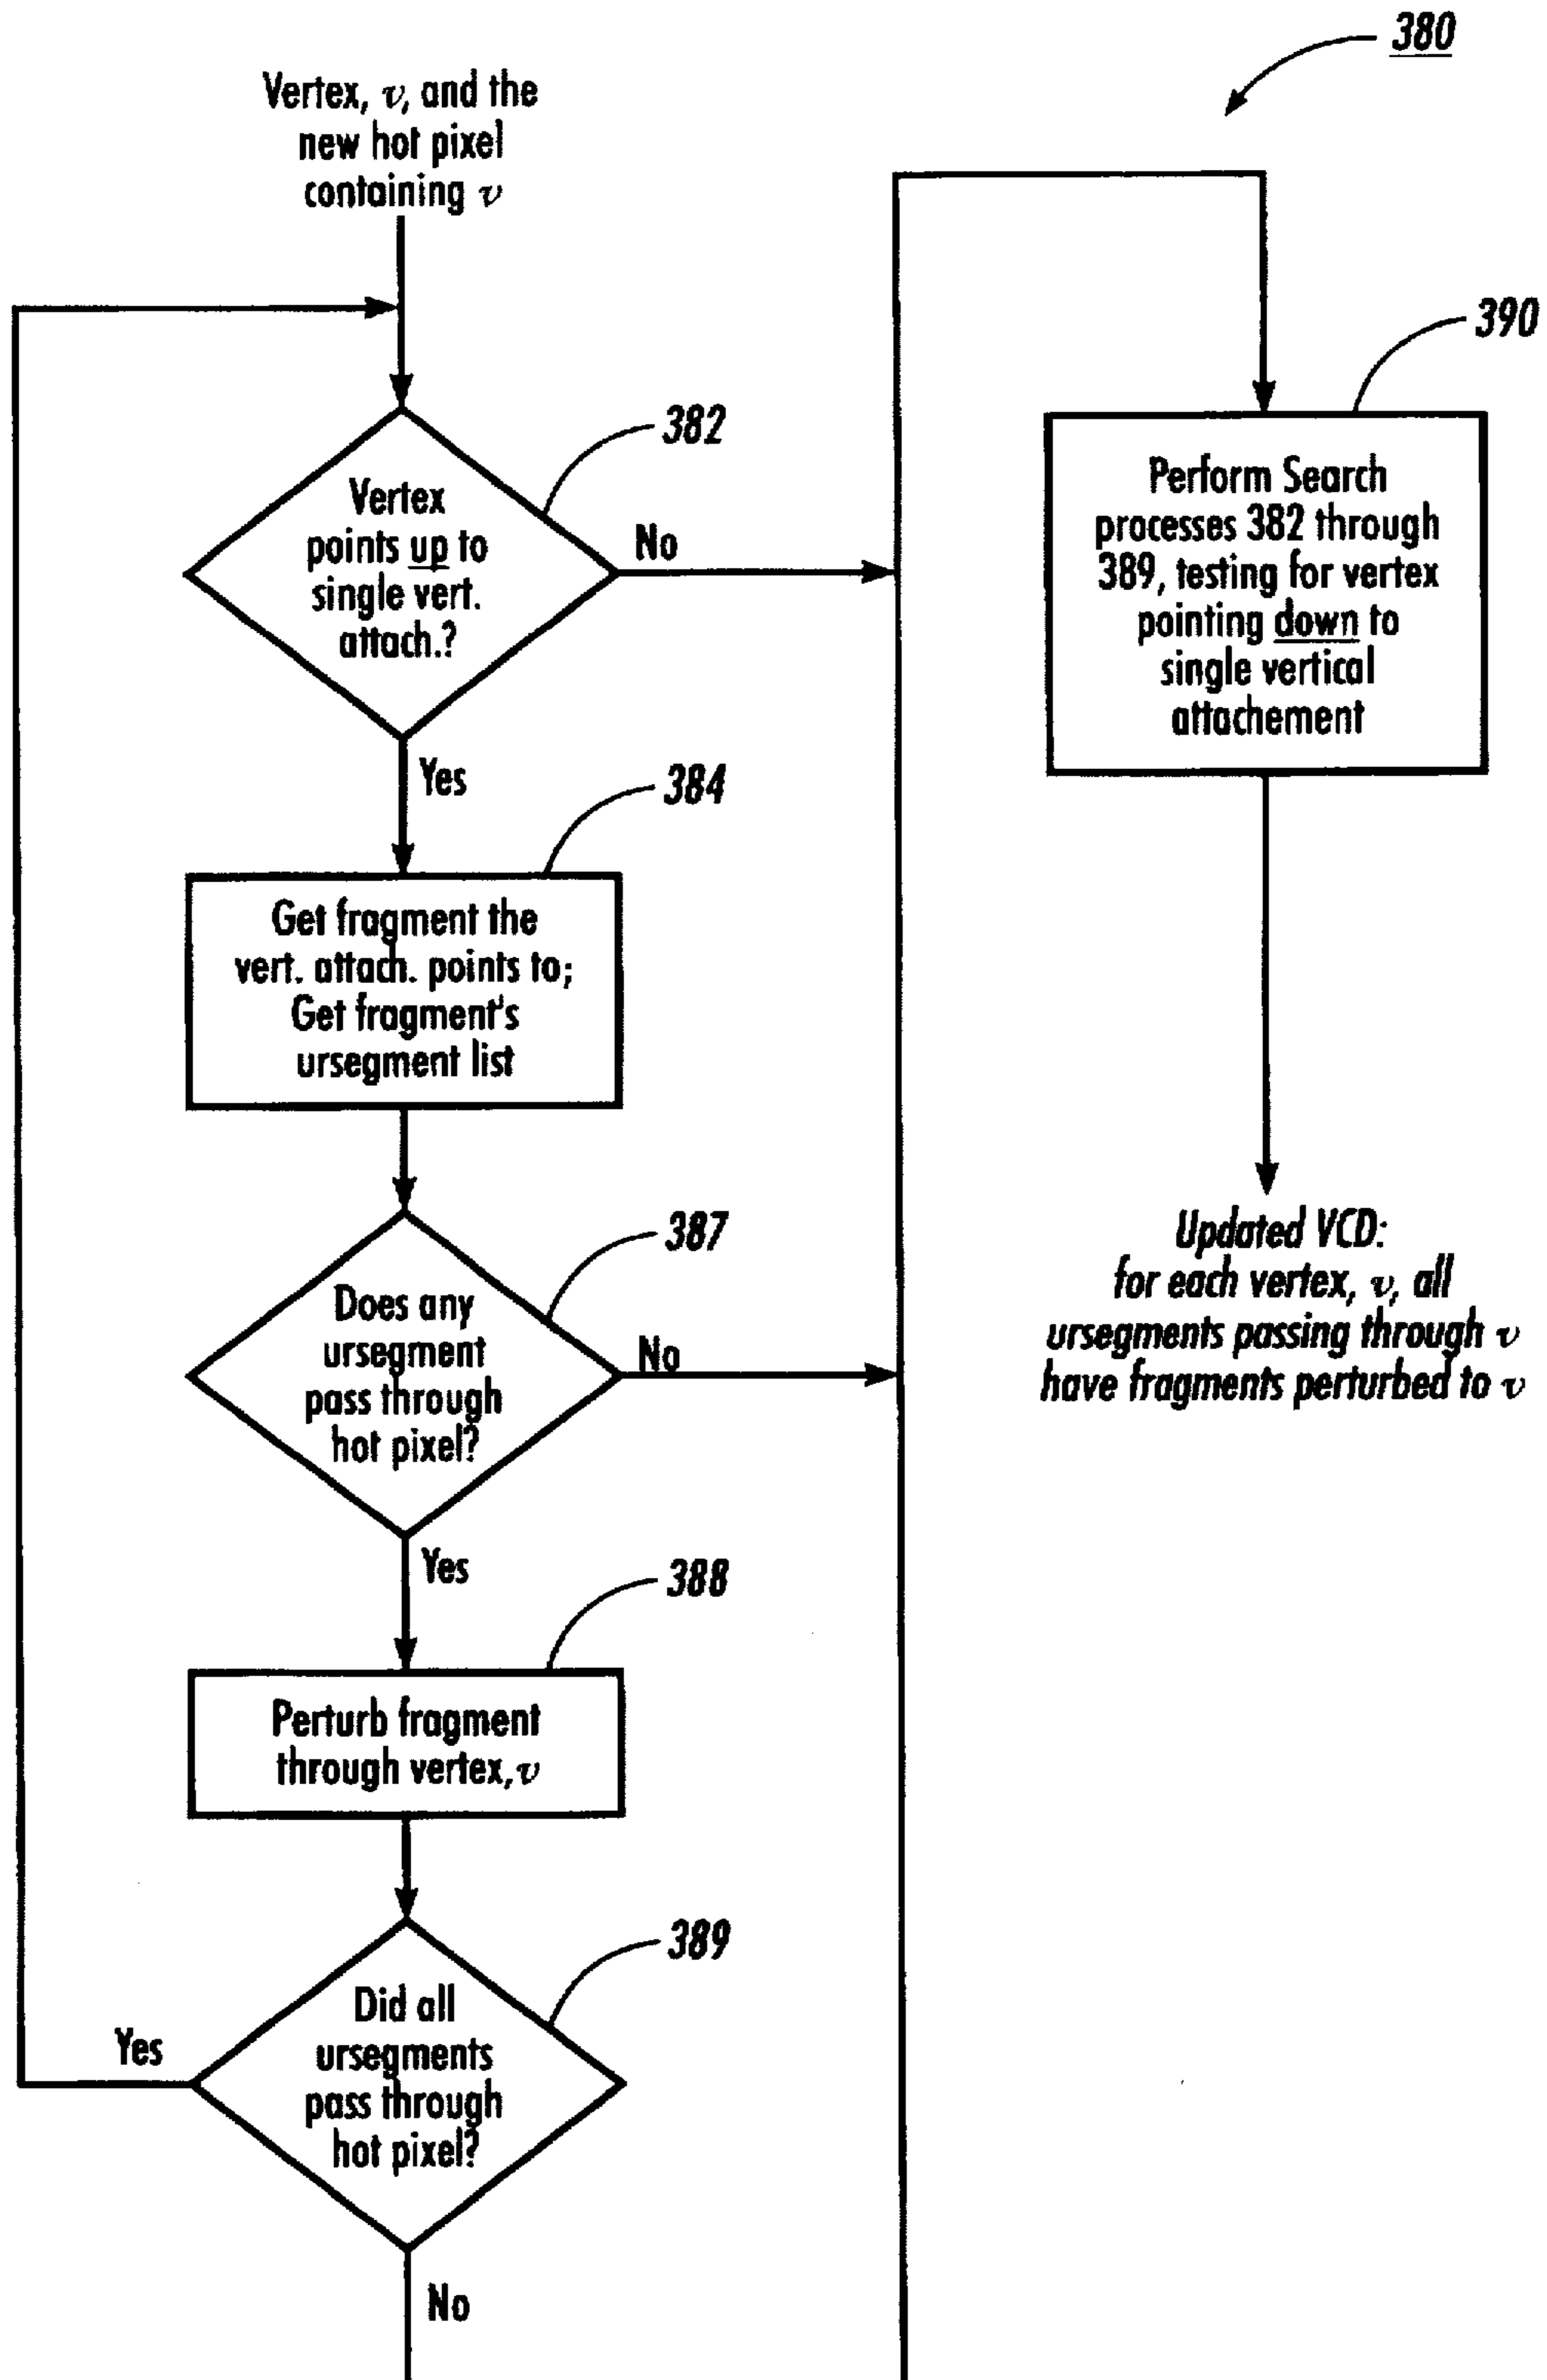 380
Vertex, v, and the
new hot pixel
containing v
382
Vertex
points up to
single vert.
attach.?
No
Yes
384
Get fragment the
vert. attach. points to;
Get fragment's
ursegment list
387
Does any
ursegment
pass through
hot pixel?
No
Yes
388
Perturb fragment
through vertex, v
389
Did all
ursegments
pass through
hot pixel?
Yes
No
390
Perform Search
processes 382 through
389, testing for vertex
pointing down to
single vertical
attachement
Updated VCD:
for each vertex, v, all
ursegments passing through v
have fragments perturbed to v